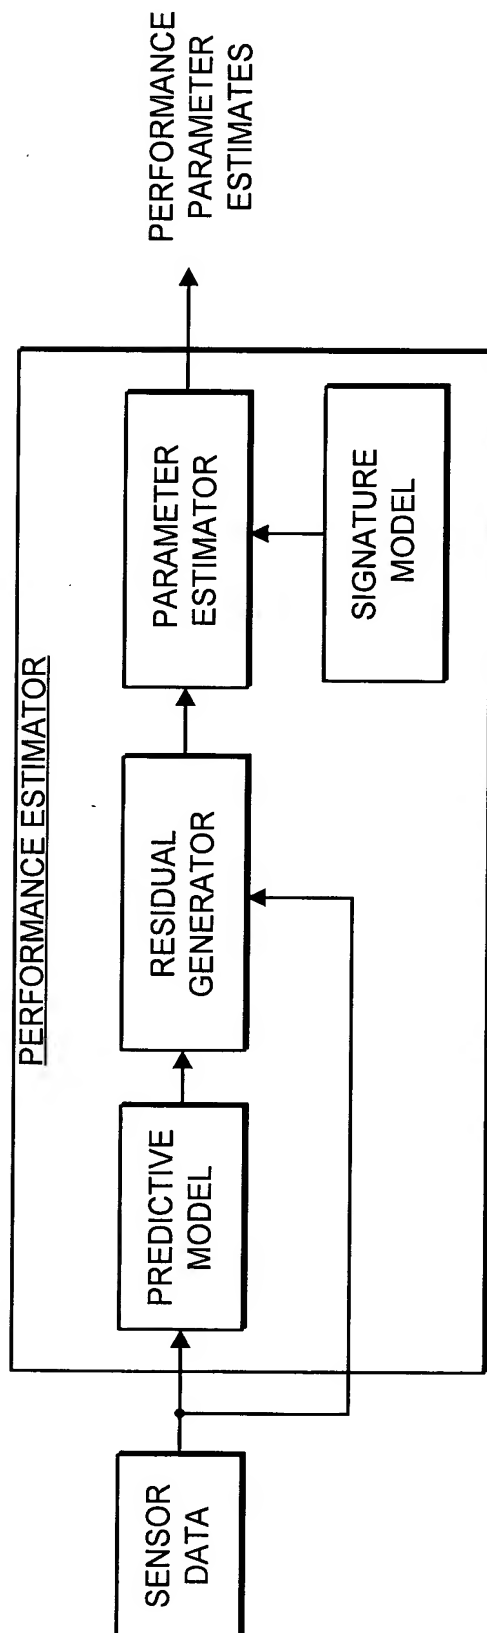 PERFORMANCE ESTIMATOR
SENSOR
DATA
PREDICTIVE
MODEL
RESIDUAL
GENERATOR
PARAMETER
ESTIMATOR
SIGNATURE
MODEL
PERFORMANCE
PARAMETER
ESTIMATES